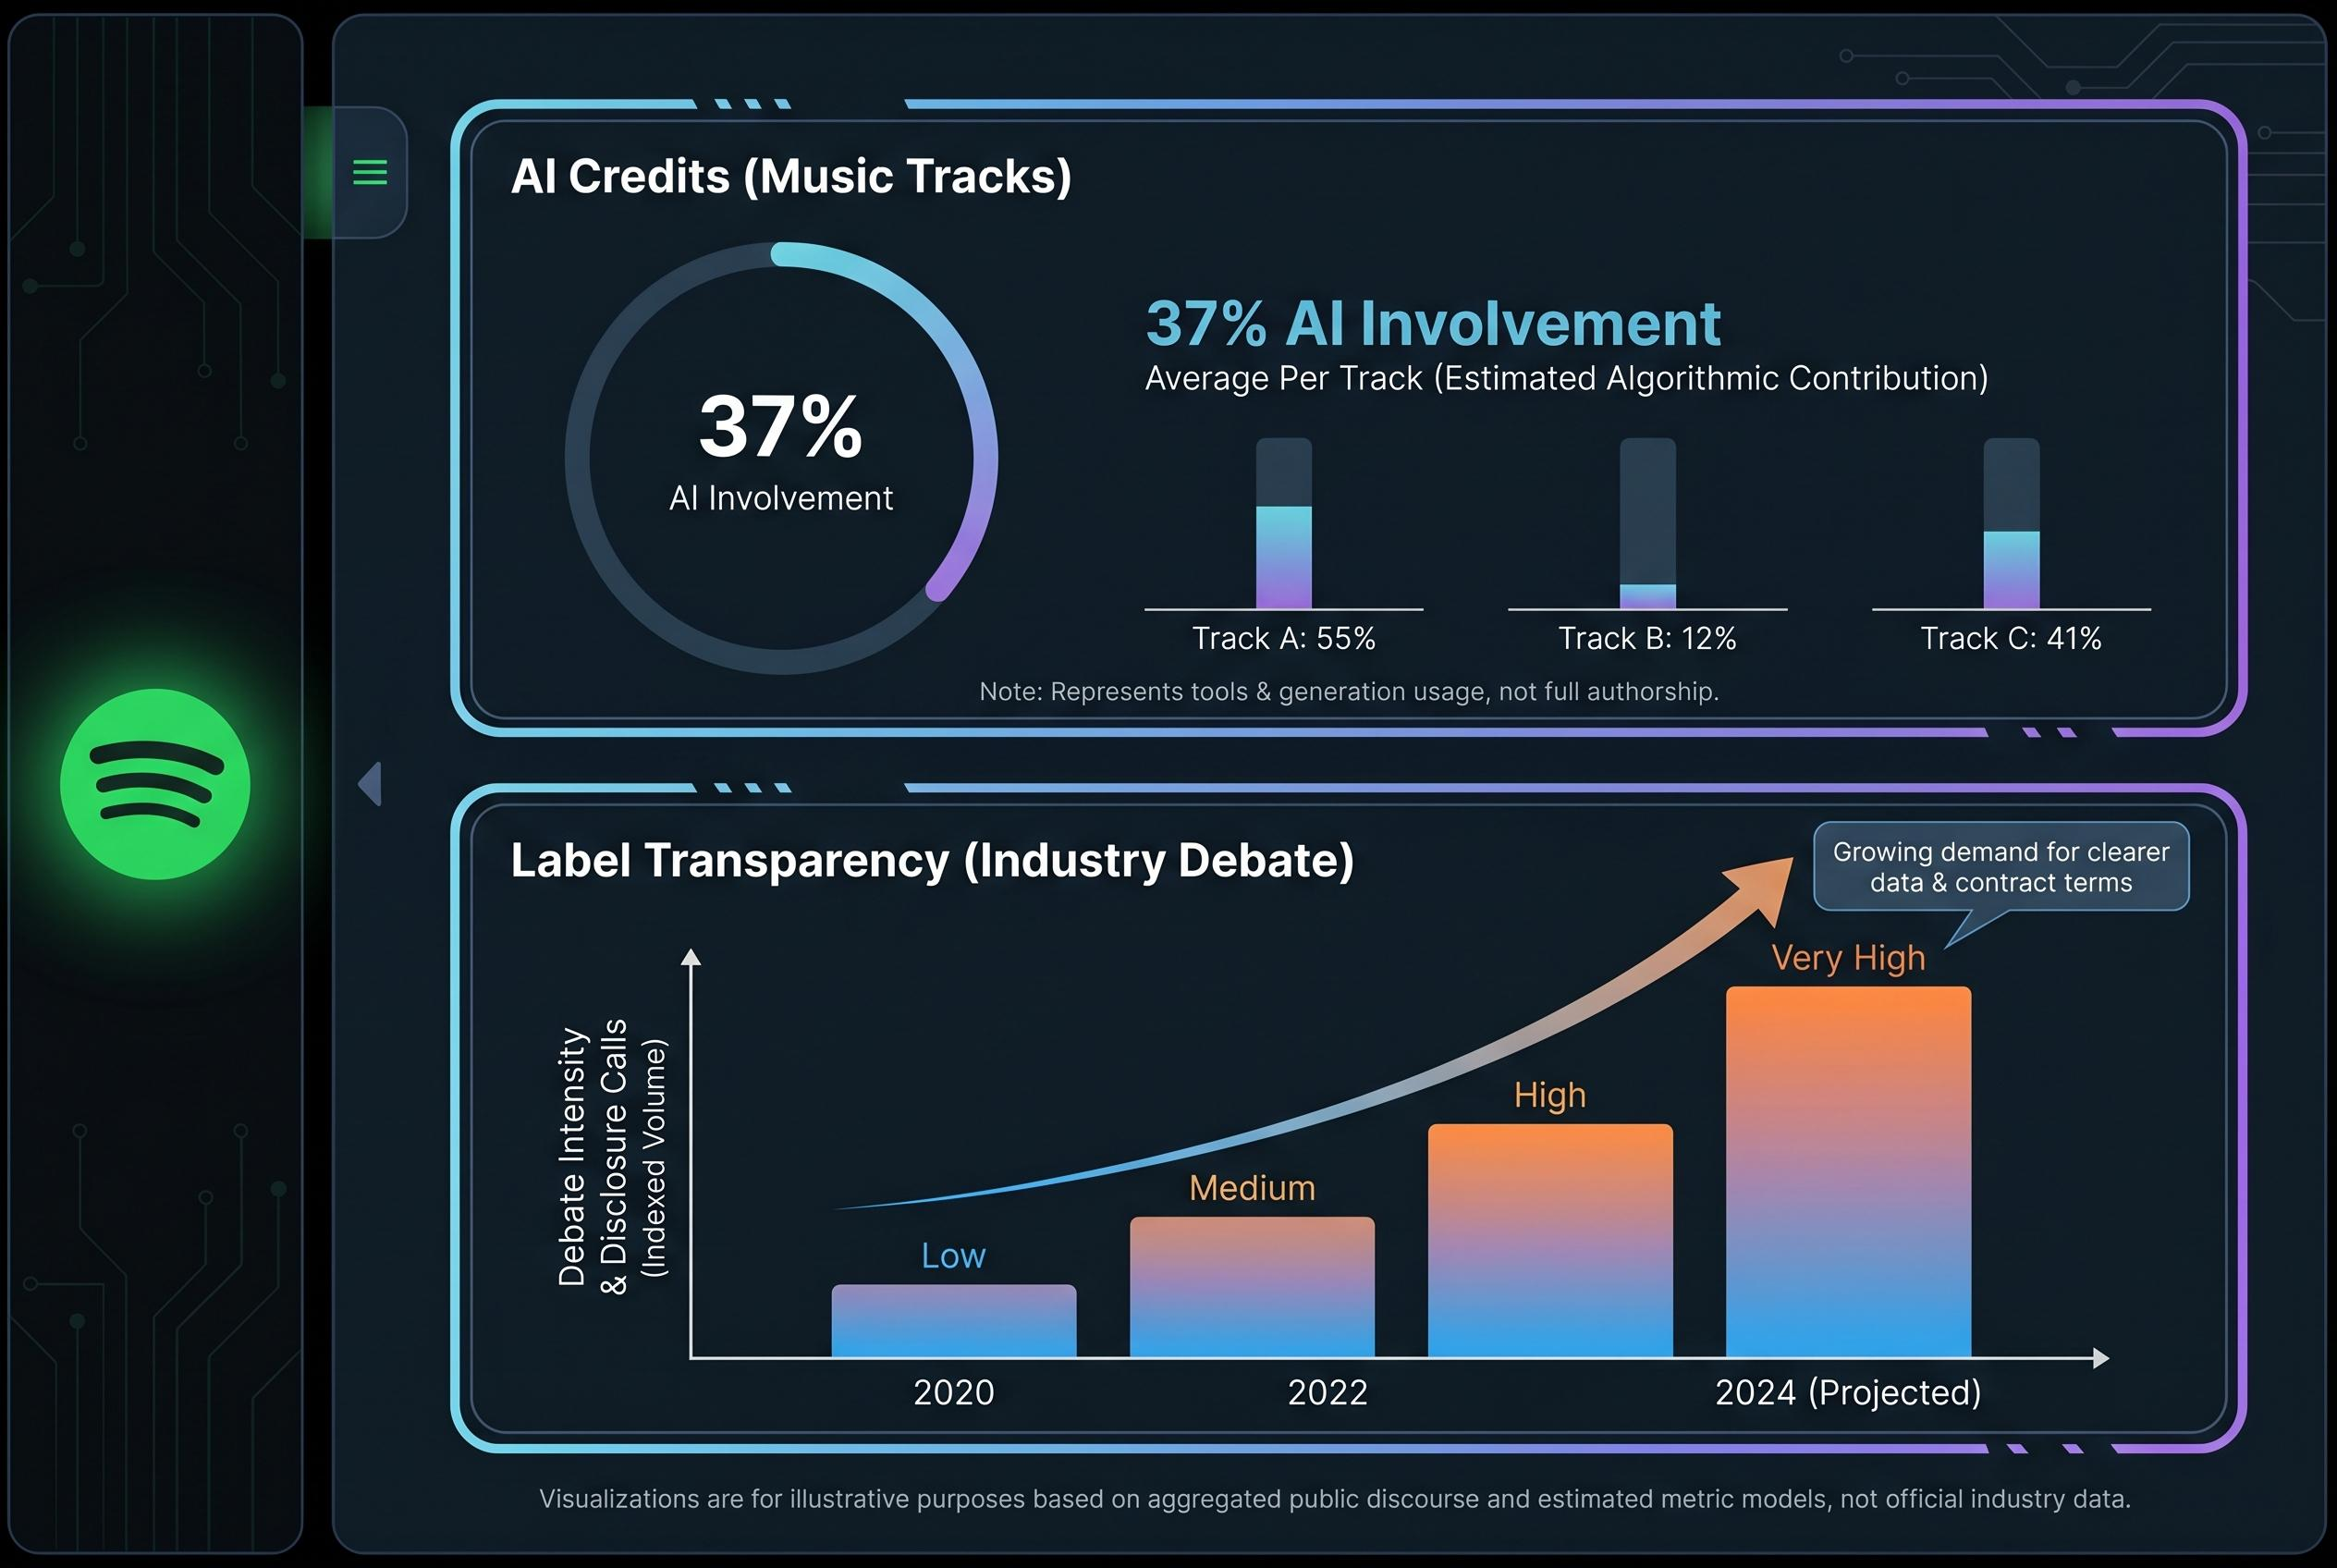 AI Credits (Music Tracks)
37%
AI Involvement
37% AI Involvement
Average Per Track (Estimated Algorithmic Contribution)
Track A: 55%
Track B: 12%
Track C: 41%
Note: Represents tools & generation usage, not full authorship.
Label Transparency (Industry Debate)
Growing demand for clearer
data & contract terms
Debate Intensity
& Disclosure Calls
(Indexed Volume)
Low
Medium
High
Very High
2020
2022
2024 (Projected)
Visualizations are for illustrative purposes based on aggregated public discourse and estimated metric models, not official industry data.